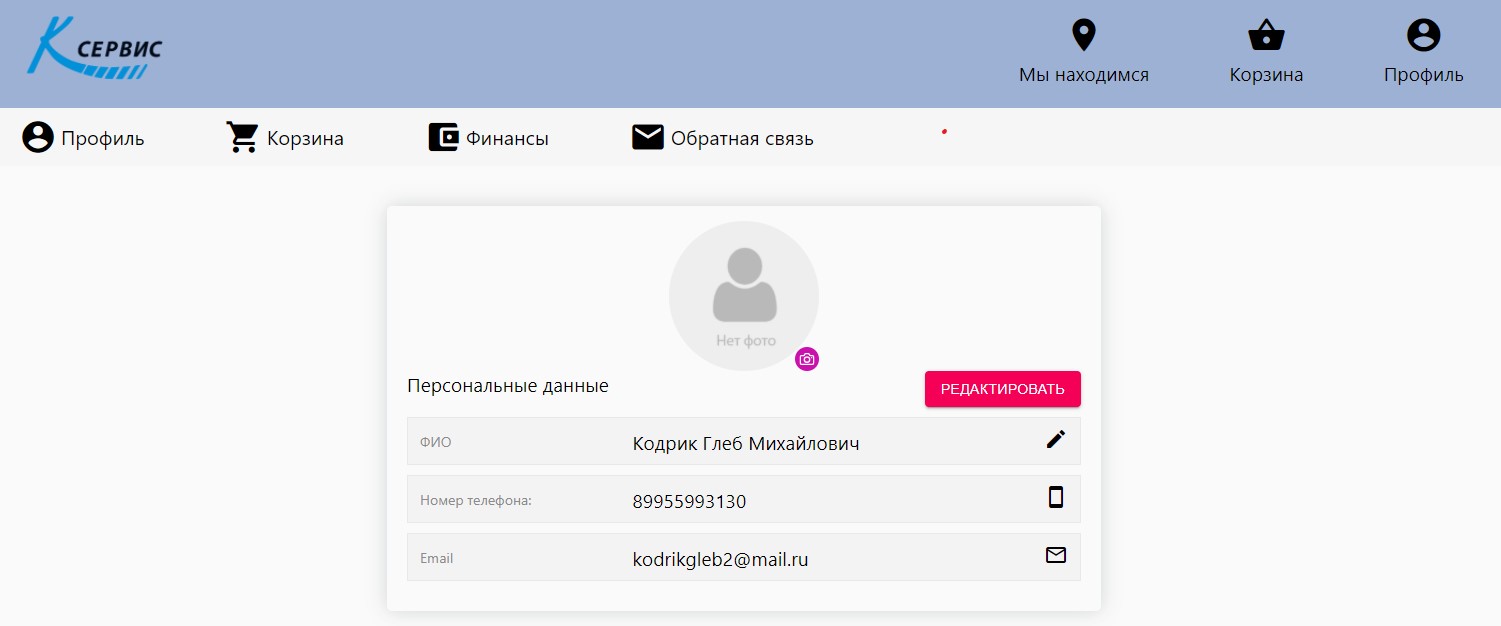 К СЕРВИС
Мы находимся
Корзина
Профиль
Профиль
Корзина
Финансы
Обратная связь
Нет фото
Персональные данные
РЕДАКТИРОВАТЬ
ФИО
Кодрик Глеб Михайлович
Номер телефона:
89955993130
Email
kodrikgleb2@mail.ru